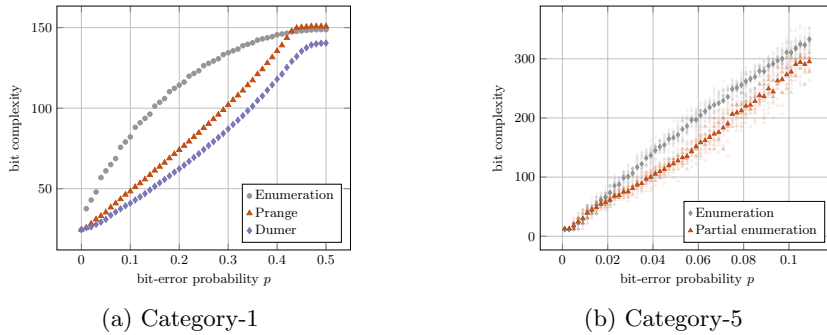 150
100
50
bit complexity
0
0.1
0.2
0.3
0.4
0.5
bit-error probability p
Enumeration
Prange
Dumer
(a) Category-1
300
200
100
0
bit complexity
0
0.02
0.04
0.06
0.08
0.1
bit-error probability p
Enumeration
Partial enumeration
(b) Category-5